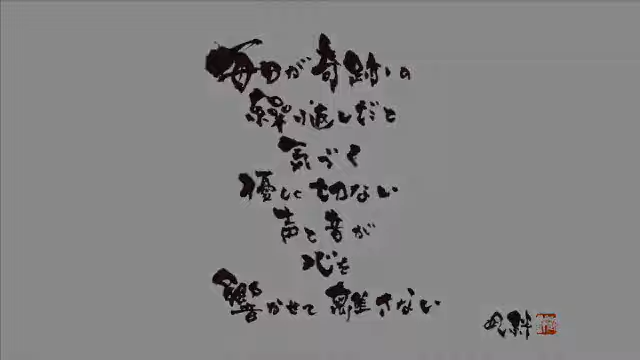 毎日が奇跡の
繰り返しだと
気づく
優しく切ない
声と音が
心を
響かせて離さない